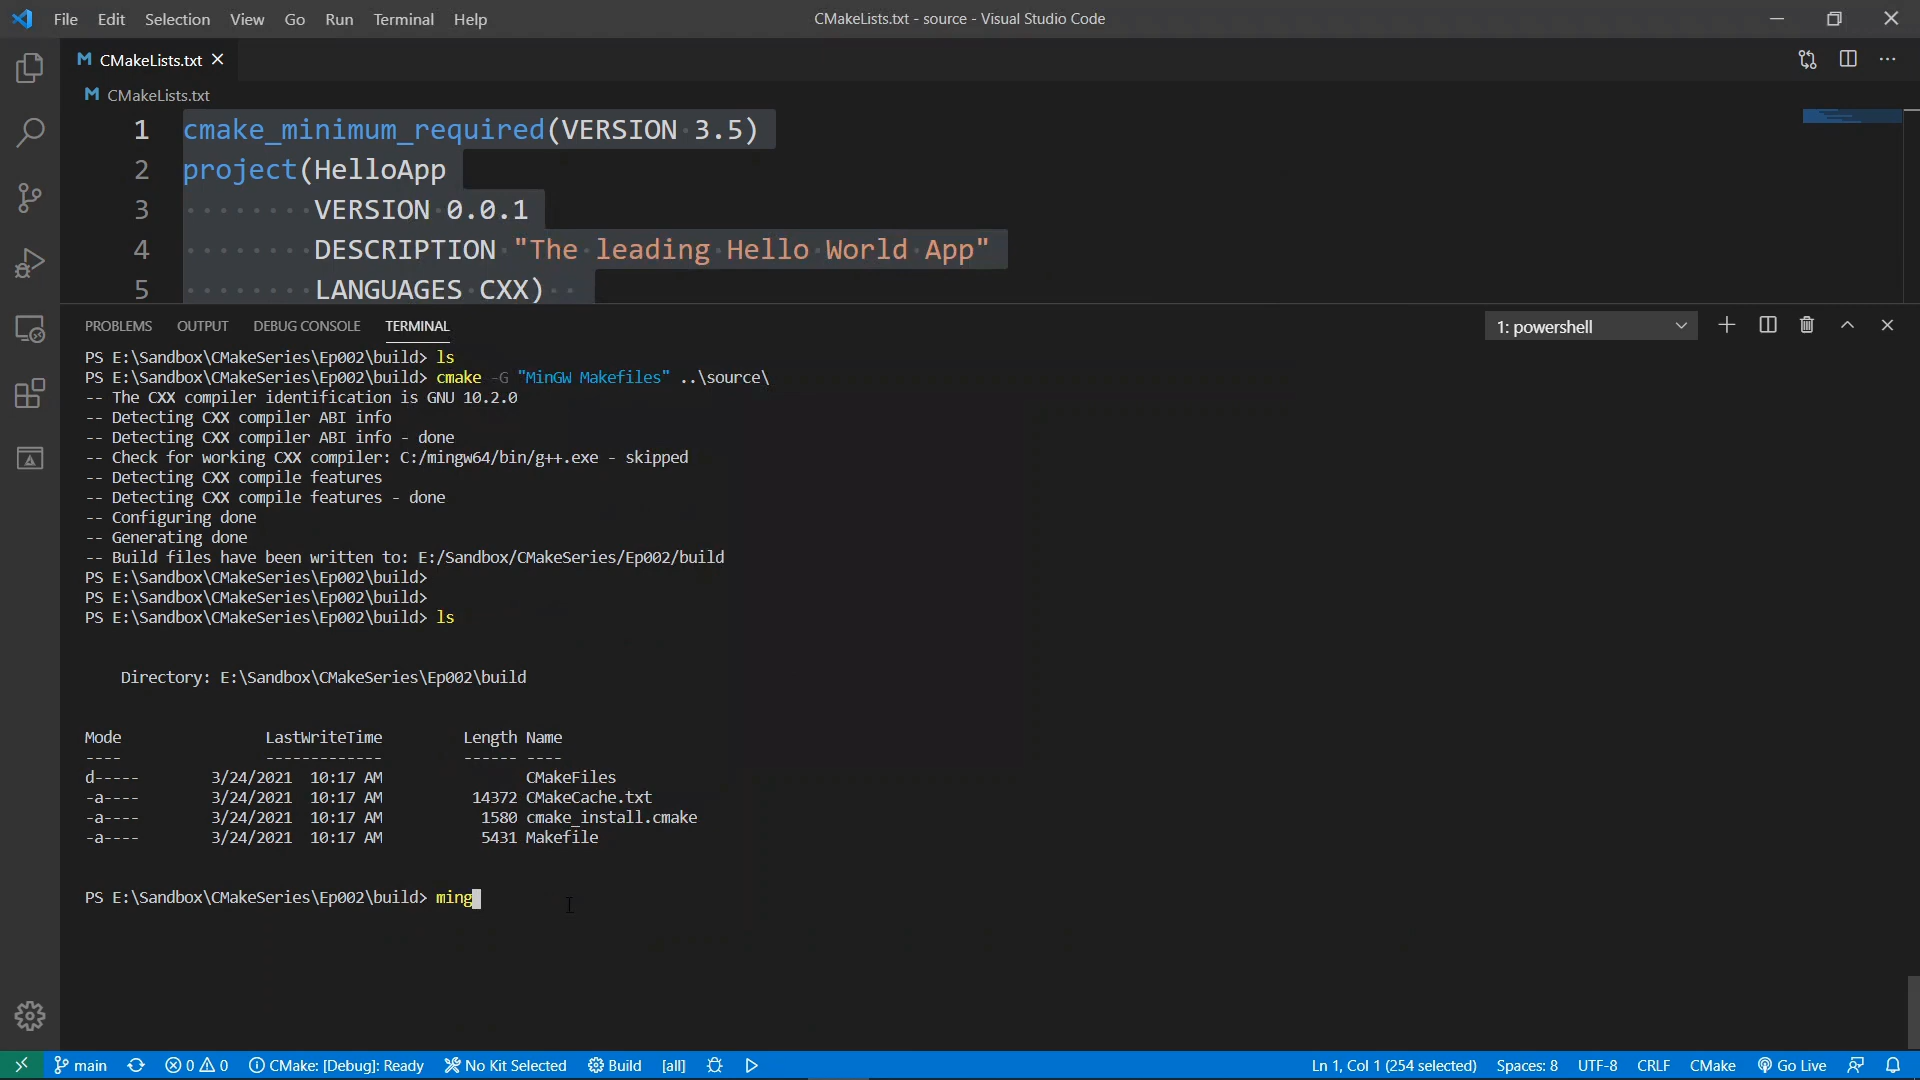 File Edit Selection View Go Run Terminal Help
CMakeLists.txt - source - Visual Studio Code
M CMakeLists.txt
M CMakeLists.txt
1 cmake_minimum_required(VERSION 3.5)
2 project(HelloApp
3 VERSION 0.0.1
4 DESCRIPTION "The leading Hello World App"
5 LANGUAGES CXX)
PROBLEMS OUTPUT DEBUG CONSOLE TERMINAL
1: powershell
PS E:\Sandbox\CMakeSeries\Ep002\build> ls
PS E:\Sandbox\CMakeSeries\Ep002\build> cmake -G "MinGW Makefiles" ..\source\
-- The CXX compiler identification is GNU 10.2.0
-- Detecting CXX compiler ABI info
-- Detecting CXX compiler ABI info - done
-- Check for working CXX compiler: C:/mingw64/bin/g++.exe - skipped
-- Detecting CXX compile features
-- Detecting CXX compile features - done
-- Configuring done
-- Generating done
-- Build files have been written to: E:/Sandbox/CMakeSeries/Ep002/build
PS E:\Sandbox\CMakeSeries\Ep002\build>
PS E:\Sandbox\CMakeSeries\Ep002\build>
PS E:\Sandbox\CMakeSeries\Ep002\build> ls
Directory: E:\Sandbox\CMakeSeries\Ep002\build
Mode LastWriteTime Length Name
---- ------------- ------ ----
d----- 3/24/2021 10:17 AM CMakeFiles
-a---- 3/24/2021 10:17 AM 14372 CMakeCache.txt
-a---- 3/24/2021 10:17 AM 1580 cmake_install.cmake
-a---- 3/24/2021 10:17 AM 5431 Makefile
PS E:\Sandbox\CMakeSeries\Ep002\build> ming
main 0 0 CMake: [Debug]: Ready No Kit Selected Build [all] Ln 1, Col 1 (254 selected) Spaces: 8 UTF-8 CRLF CMake Go Live